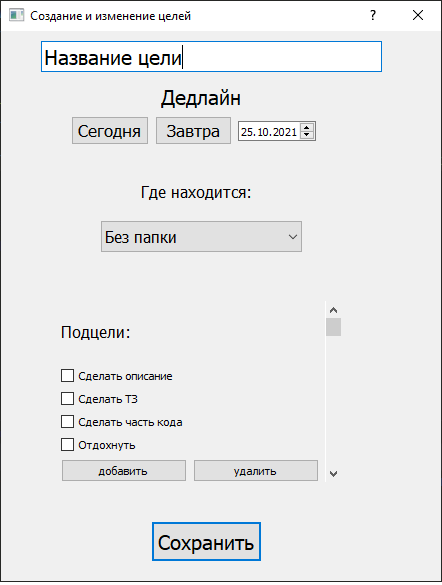 Создание и изменение целей
?
Название цели
Дедлайн
Сегодня Завтра 25.10.2021
Где находится:
Без папки
Подцели:
Сделать описание
Сделать ТЗ
Сделать часть кода
Отдохнуть
добавить удалить
Сохранить